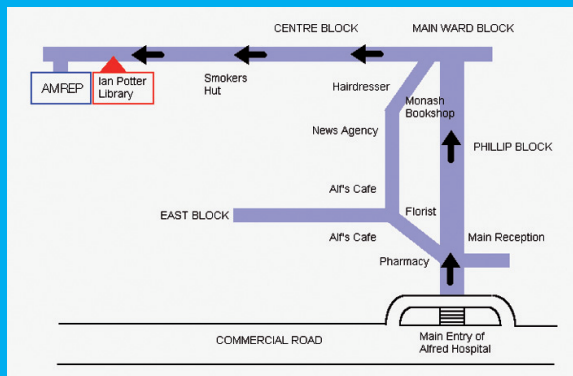 CENTRE BLOCK
MAIN WARD BLOCK
AMREP
Ian Potter
Library
Smokers
Hut
Hairdresser
Monash
Bookshop
News Agency
PHILLIP BLOCK
Alf's Cafe
EAST BLOCK
Florist
Alf's Cafe
Main Reception
Pharmacy
COMMERCIAL ROAD
Main Entry of
Alfred Hospital